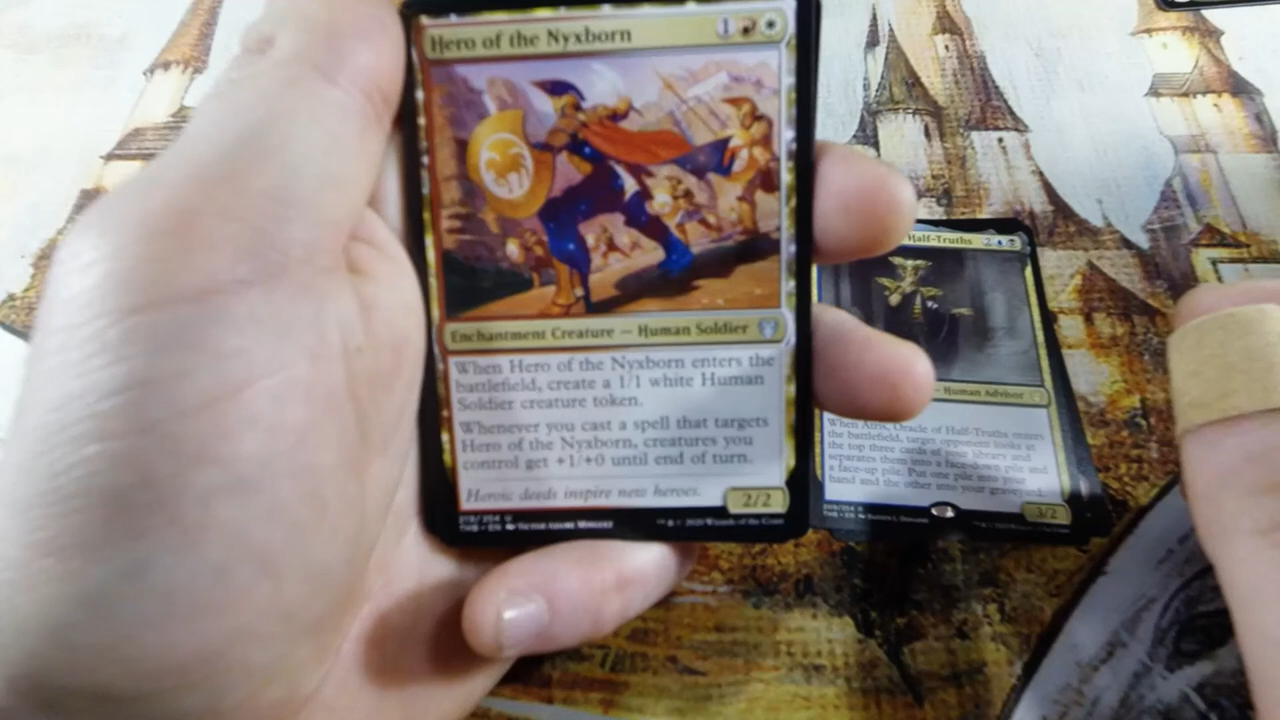 Hero of the Nyxborn 1
Enchantment Creature — Human Soldier
When Hero of the Nyxborn enters the
battlefield, create a 1/1 white Human
Soldier creature token.
Whenever you cast a spell that targets
Hero of the Nyxborn, creatures you
control get +1/+0 until end of turn.
Heroic deeds inspire new heroes.
2/2
THB • EN Victor Adame Minguez ™ & © 2020 Wizards of the Coast
Half-Truths 2
— Human Advisor
When Atris, Oracle of Half-Truths enters
the battlefield, target opponent looks at
the top three cards of your library and
separates them into a face-down pile and
a face-up pile. Put one pile into your
hand and the other into your graveyard.
3/2